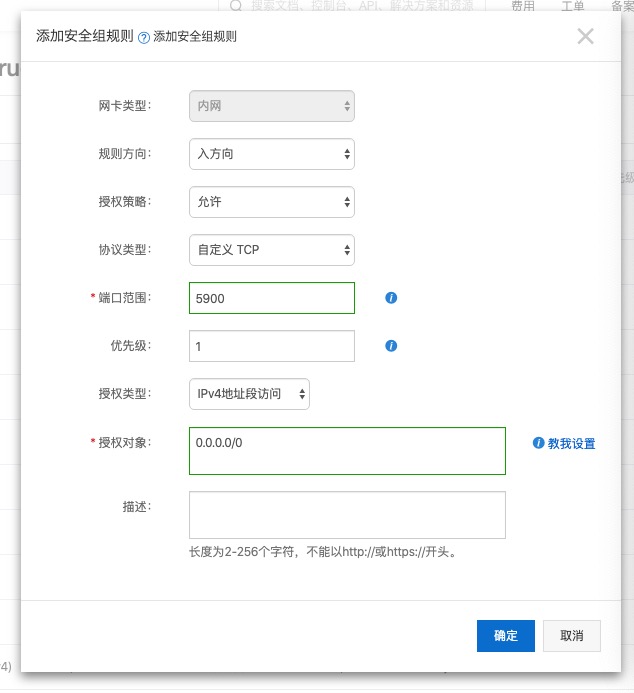 搜索文档、控制台、API、解决方案和资源 费用 工单 备案
添加安全组规则 ? 添加安全组规则
ru
网卡类型： 内网
规则方向： 入方向
授权策略： 允许
协议类型： 自定义 TCP
* 端口范围： 5900
优先级： 1
授权类型： IPv4地址段访问
* 授权对象： 0.0.0.0/0 教我设置
描述：
长度为2-256个字符，不能以http://或https://开头。
确定 取消
4)